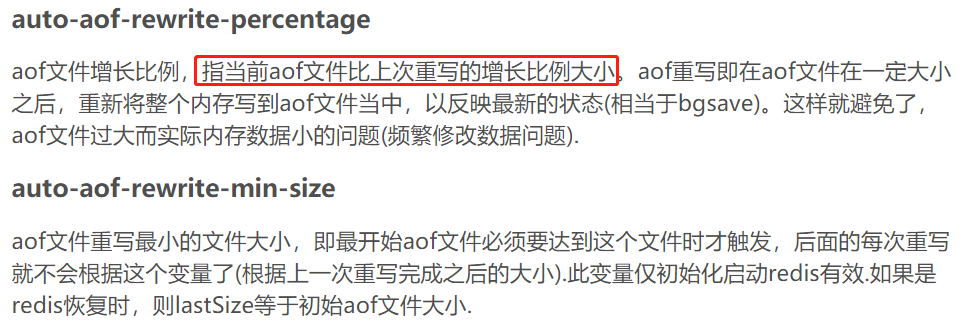 auto-aof-rewrite-percentage
aof文件增长比例，指当前aof文件比上次重写的增长比例大小。aof重写即在aof文件在一定大小
之后，重新将整个内存写到aof文件当中，以反映最新的状态(相当于bgsave)。这样就避免了，
aof文件过大而实际内存数据小的问题(频繁修改数据问题).
auto-aof-rewrite-min-size
aof文件重写最小的文件大小，即最开始aof文件必须要达到这个文件时才触发，后面的每次重写
就不会根据这个变量了(根据上一次重写完成之后的大小).此变量仅初始化启动redis有效.如果是
redis恢复时，则lastSize等于初始aof文件大小.